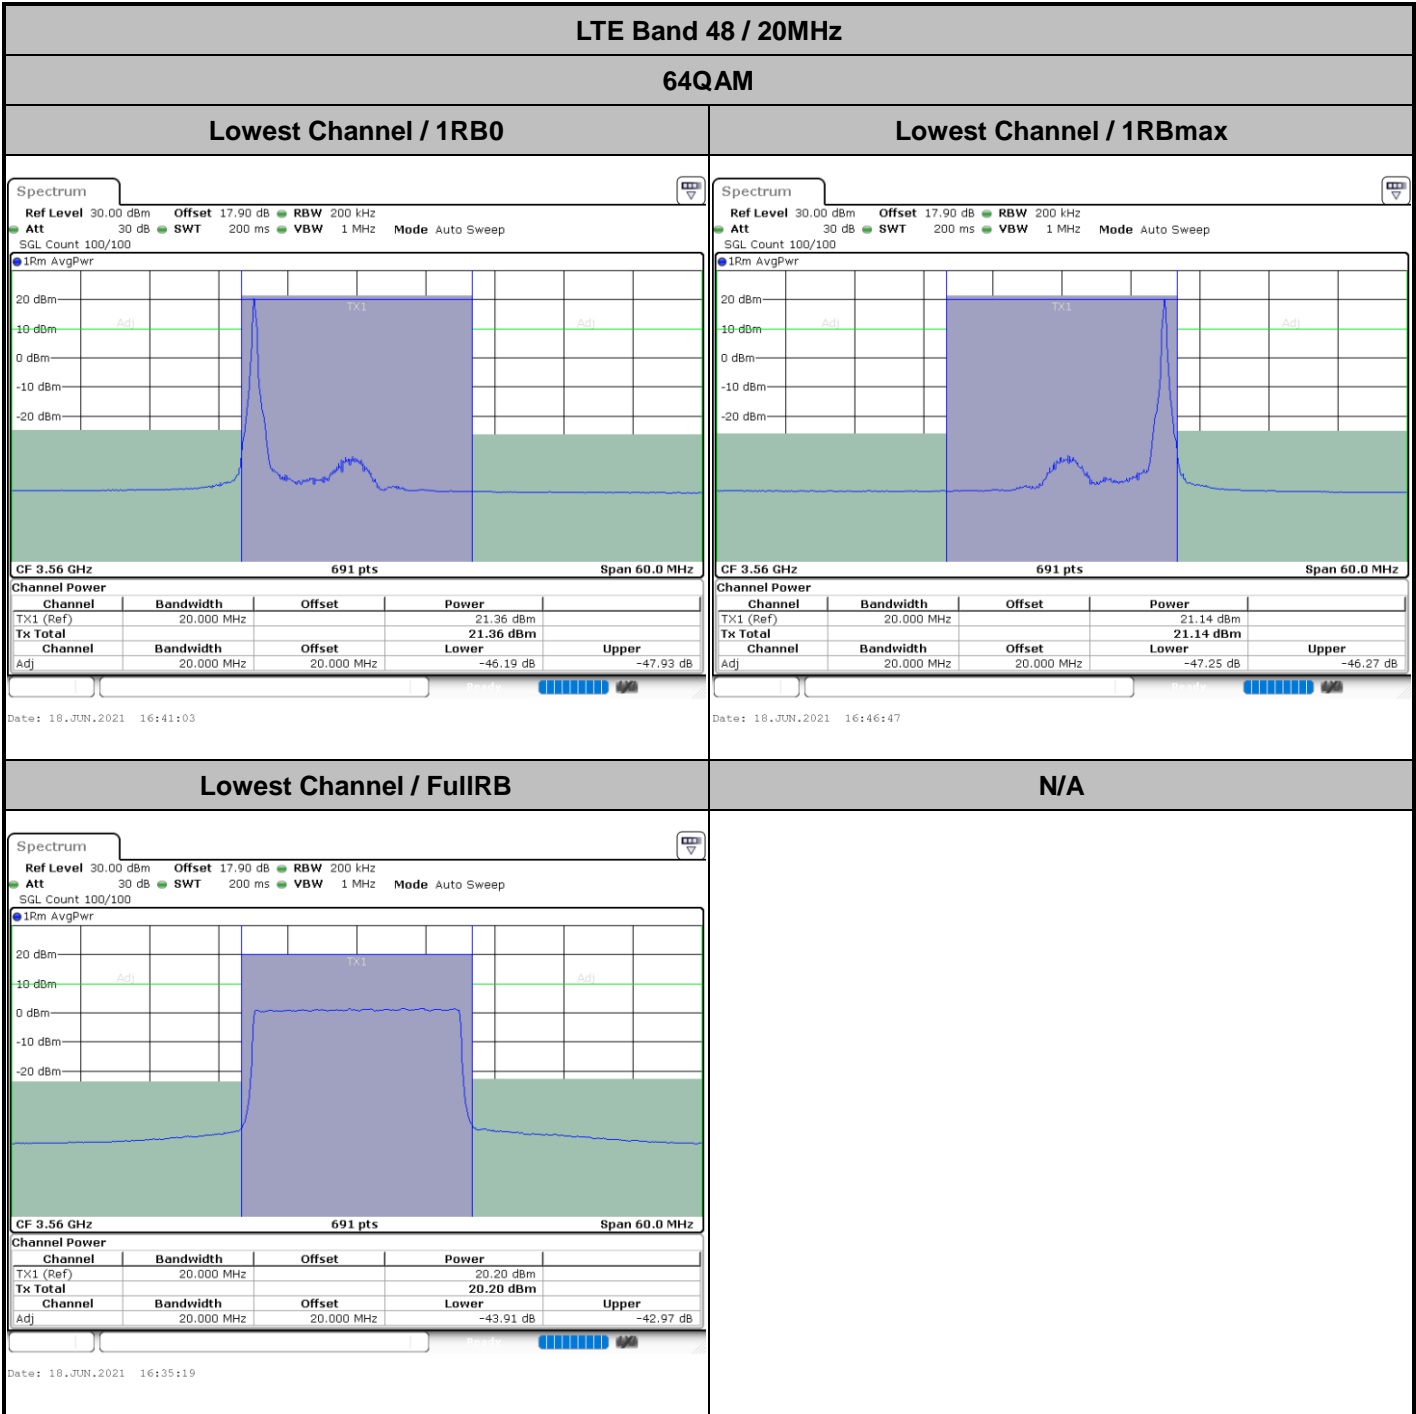 LTE Band 48 / 20MHz
64QAM
Lowest Channel / 1RB0
Lowest Channel / 1RBmax
Spectrum
Ref Level 30.00 dBm Offset 17.90 dB RBW 200 kHz
Att 30 dB SWT 200 ms VBW 1 MHz Mode Auto Sweep
SGL Count 100/100
1Rm AvgPwr
TX1
20 dBm
Adj
Adj
10 dBm
0 dBm
-10 dBm
-20 dBm
CF 3.56 GHz 691 pts Span 60.0 MHz
Channel Power
Channel Bandwidth Offset Power
TX1 (Ref) 20.000 MHz 21.36 dBm
Tx Total 21.36 dBm
Channel Bandwidth Offset Lower Upper
Adj 20.000 MHz 20.000 MHz -46.19 dB -47.93 dB
Date: 18.JUN.2021 16:41:03
Spectrum
Ref Level 30.00 dBm Offset 17.90 dB RBW 200 kHz
Att 30 dB SWT 200 ms VBW 1 MHz Mode Auto Sweep
SGL Count 100/100
1Rm AvgPwr
TX1
20 dBm
Adj
Adj
10 dBm
0 dBm
-10 dBm
-20 dBm
CF 3.56 GHz 691 pts Span 60.0 MHz
Channel Power
Channel Bandwidth Offset Power
TX1 (Ref) 20.000 MHz 21.14 dBm
Tx Total 21.14 dBm
Channel Bandwidth Offset Lower Upper
Adj 20.000 MHz 20.000 MHz -47.25 dB -46.27 dB
Ready
Date: 18.JUN.2021 16:46:47
Lowest Channel / FullRB
N/A
Spectrum
Ref Level 30.00 dBm Offset 17.90 dB RBW 200 kHz
Att 30 dB SWT 200 ms VBW 1 MHz Mode Auto Sweep
SGL Count 100/100
1Rm AvgPwr
20 dBm
TX1
Adj
Adj
10 dBm
0 dBm
-10 dBm
-20 dBm
CF 3.56 GHz 691 pts Span 60.0 MHz
Channel Power
Channel Bandwidth Offset Power
TX1 (Ref) 20.000 MHz 20.20 dBm
Tx Total 20.20 dBm
Channel Bandwidth Offset Lower Upper
Adj 20.000 MHz 20.000 MHz -43.91 dB -42.97 dB
Ready
Date: 18.JUN.2021 16:35:19